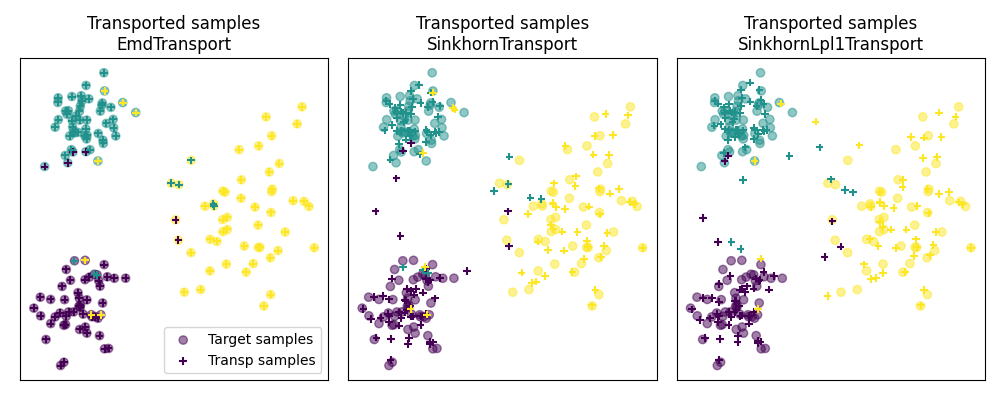 Transported samples
EmdTransport
Transported samples
SinkhornTransport
Transported samples
SinkhornLpl1Transport
Target samples
Transp samples